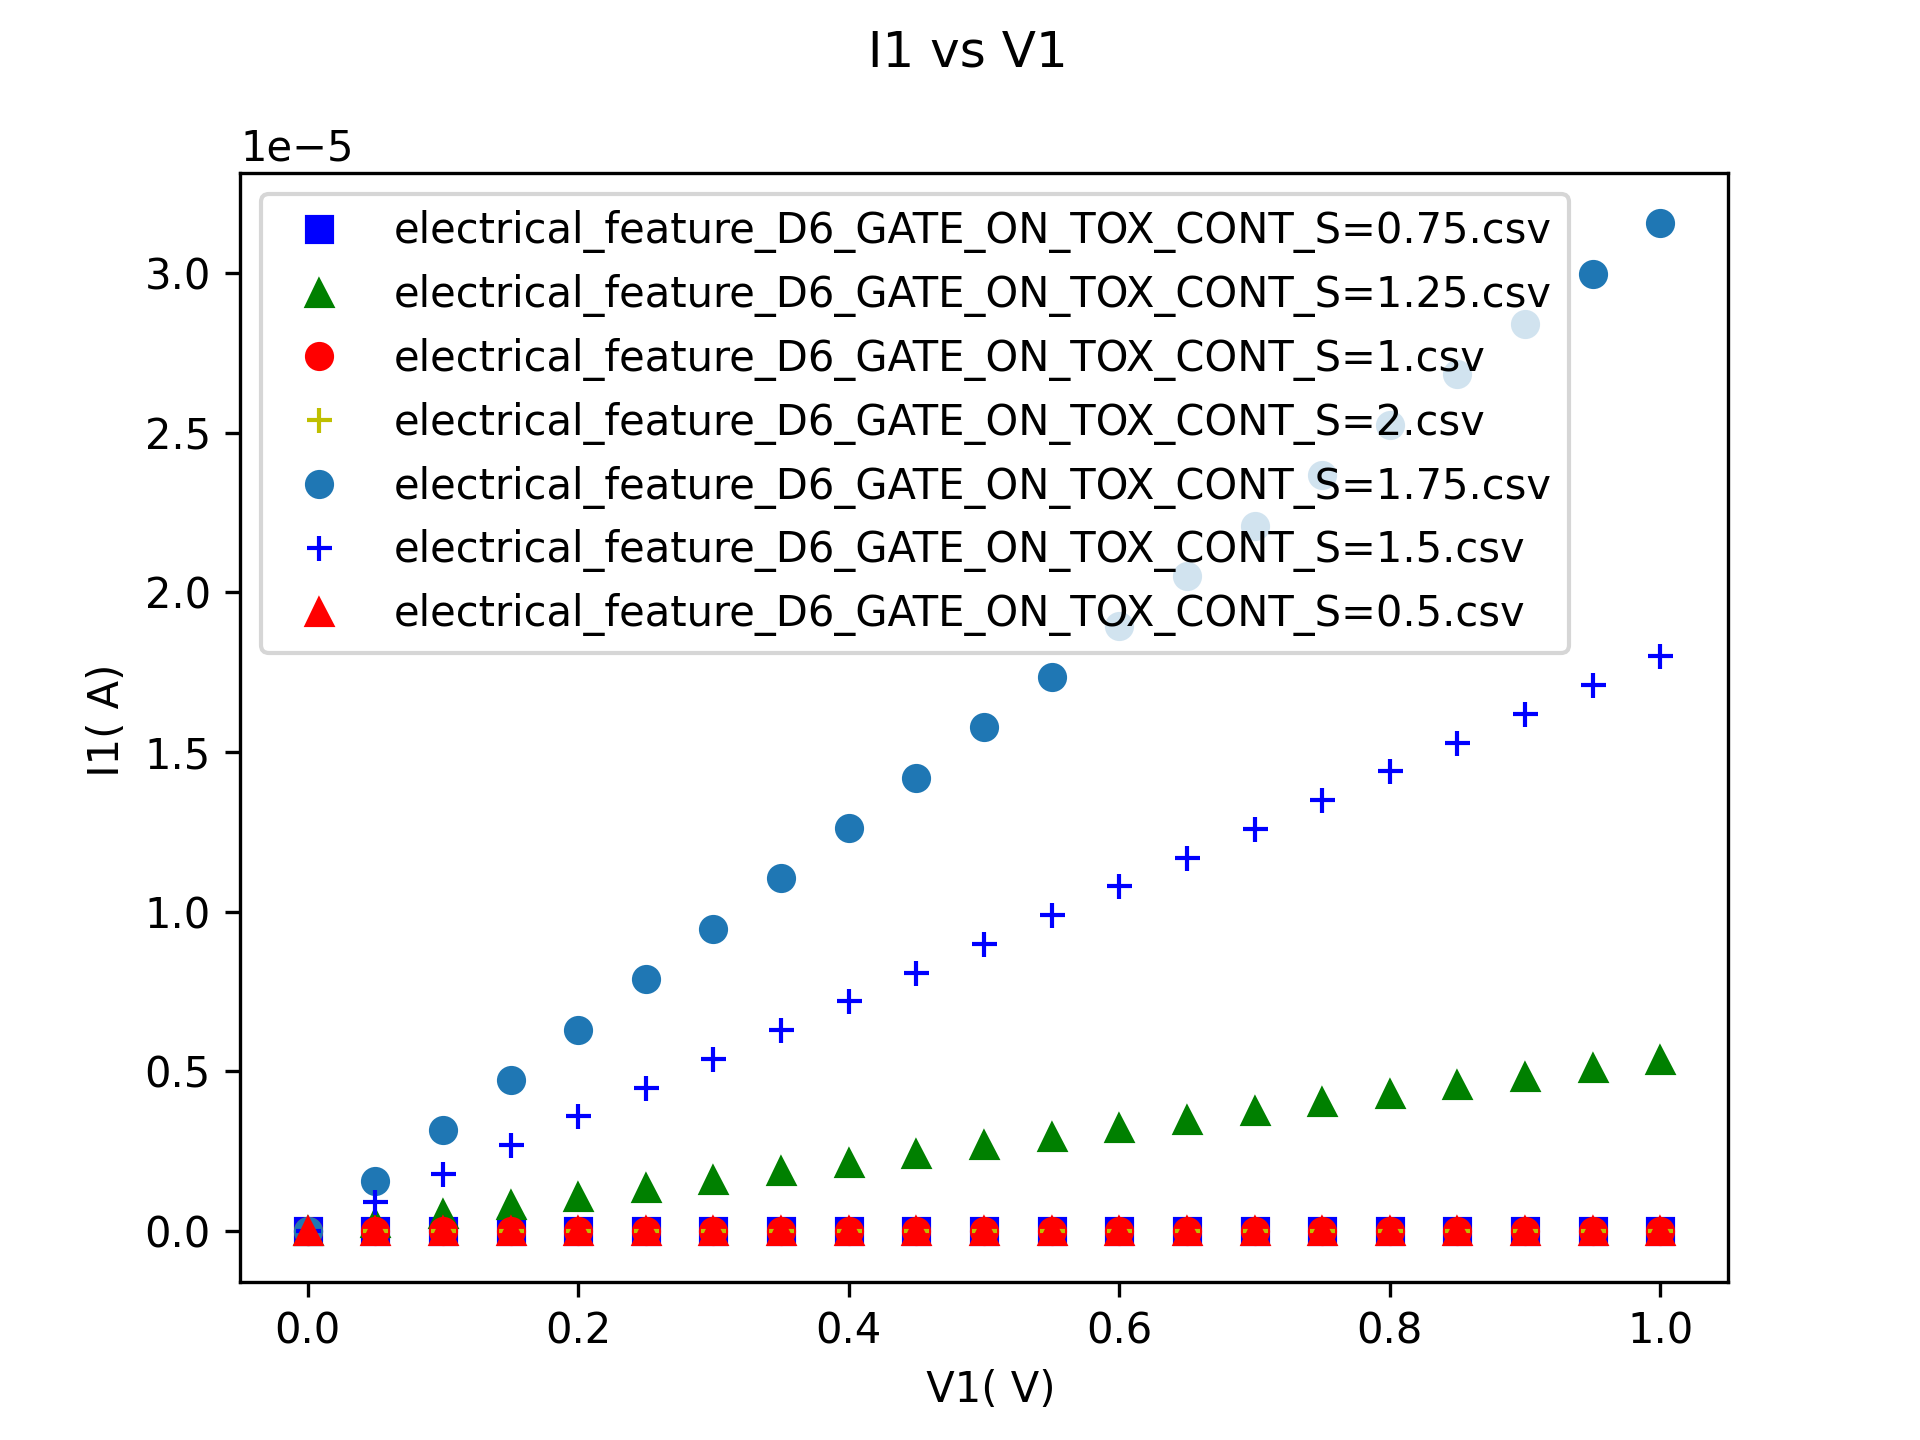 I1 vs V1
1e−5
electrical_feature_D6_GATE_ON_TOX_CONT_S=0.75.csv
electrical_feature_D6_GATE_ON_TOX_CONT_S=1.25.csv
electrical_feature_D6_GATE_ON_TOX_CONT_S=1.csv
electrical_feature_D6_GATE_ON_TOX_CONT_S=2.csv
electrical_feature_D6_GATE_ON_TOX_CONT_S=1.75.csv
electrical_feature_D6_GATE_ON_TOX_CONT_S=1.5.csv
electrical_feature_D6_GATE_ON_TOX_CONT_S=0.5.csv
3.0
2.5
2.0
1.5
1.0
0.5
0.0
I1( A)
0.0 0.2 0.4 0.6 0.8 1.0
V1( V)